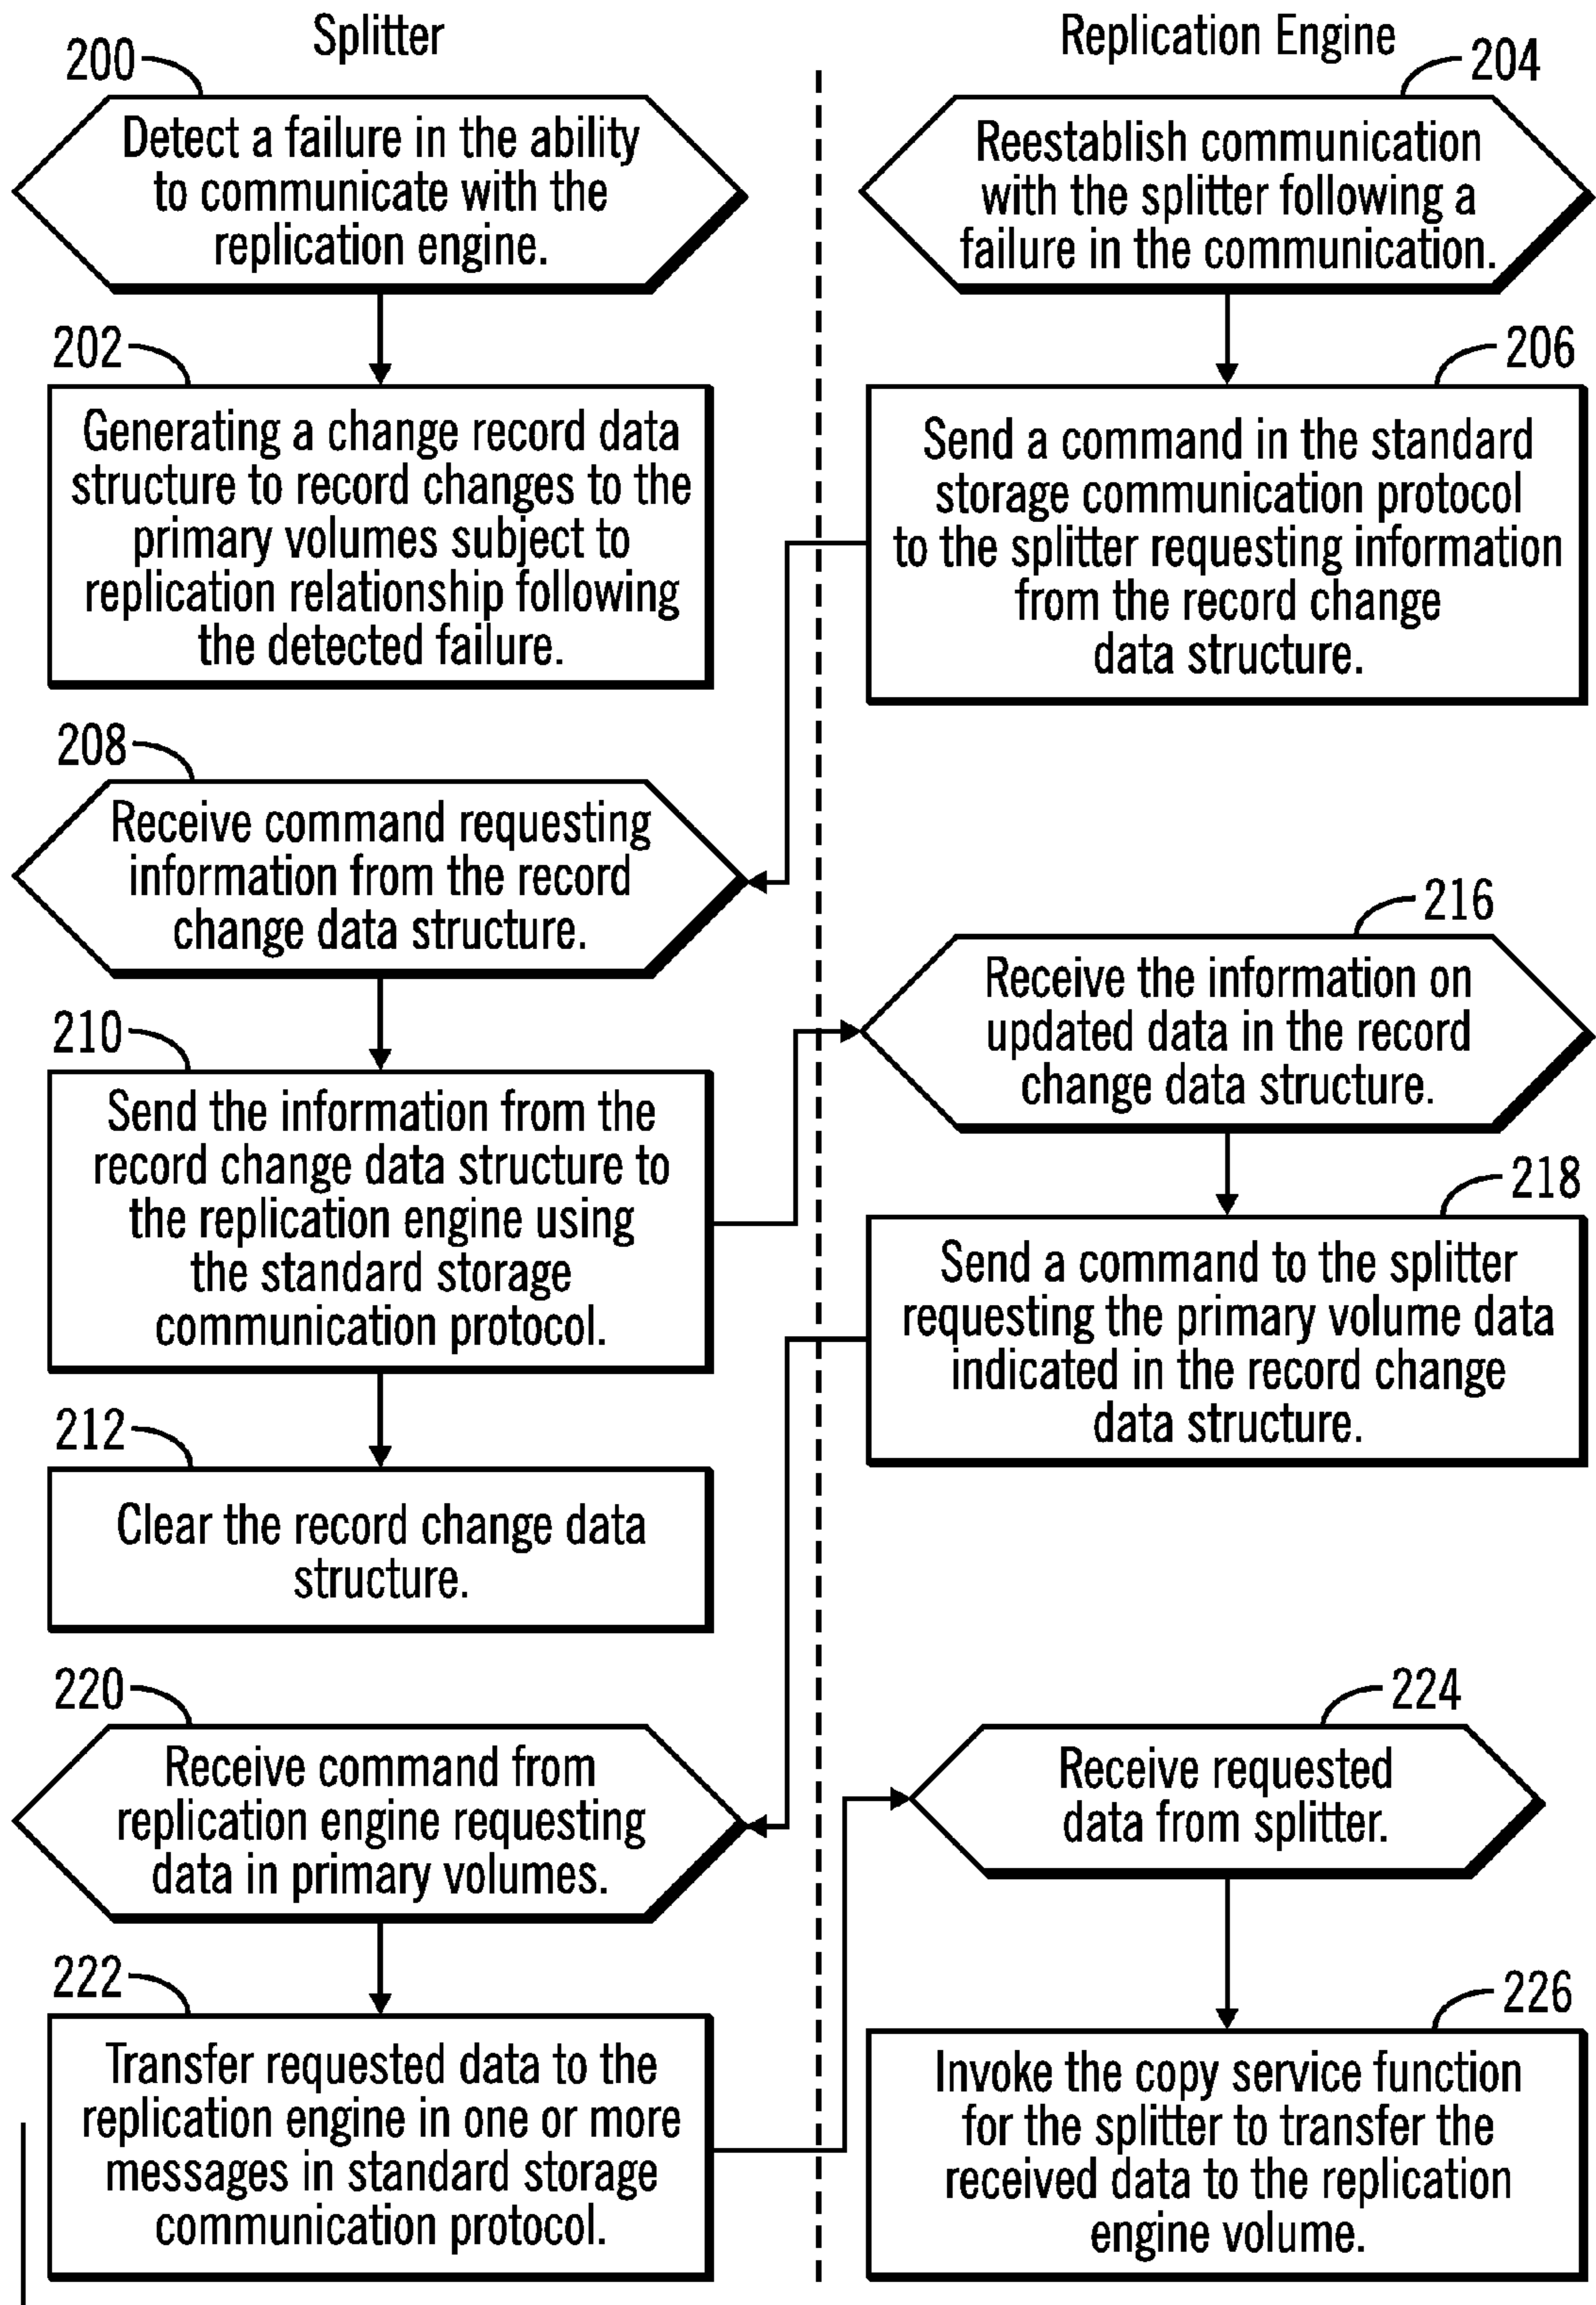 Splitter
200
Detect a failure in the ability
to communicate with the
replication engine.
202
Generating a change record data
structure to record changes to the
primary volumes subject to
replication relationship following
the detected failure.
208
Receive command requesting
information from the record
change data structure.
210
Send the information from the
record change data structure to
the replication engine using
the standard storage
communication protocol.
212
Clear the record change data
structure.
220
Receive command from
replication engine requesting
data in primary volumes.
222
Transfer requested data to the
replication engine in one or more
messages in standard storage
communication protocol.
Replication Engine
204
Reestablish communication
with the splitter following a
failure in the communication.
206
Send a command in the standard
storage communication protocol
to the splitter requesting information
from the record change
data structure.
216
Receive the information on
updated data in the record
change data structure.
218
Send a command to the splitter
requesting the primary volume data
indicated in the record change
data structure.
224
Receive requested
data from splitter.
226
Invoke the copy service function
for the splitter to transfer the
received data to the replication
engine volume.